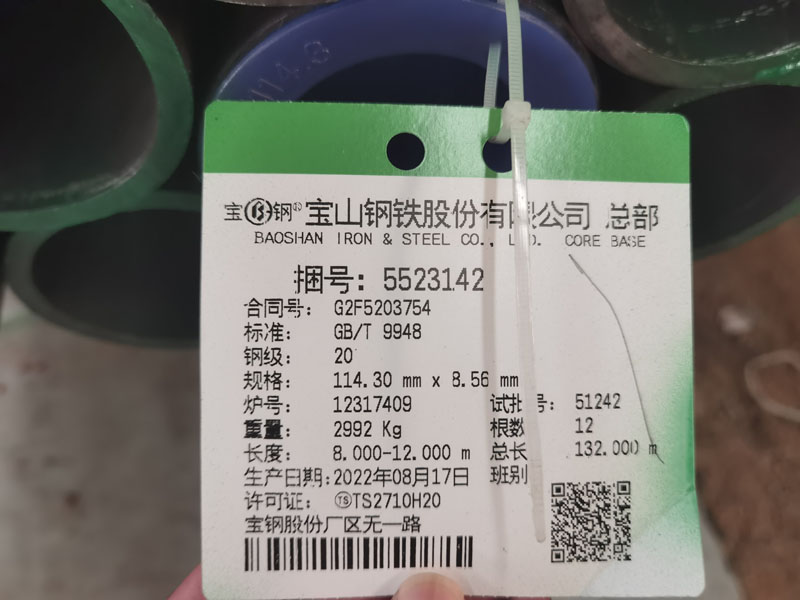 114.3
宝钢® 宝山钢铁股份有限公司 总部
BAOSHAN IRON & STEEL CO., LTD. CORE BASE
捆号: 5523142
合同号: G2F5203754
标准: GB/T 9948
钢级: 20
规格: 114.30 mm x 8.56 mm
炉号: 12317409 试批号: 51242
重量: 2992 Kg 根数 12
长度: 8.000-12.000 m 总长 132.000 m
生产日期:2022年08月17日 班别
许可证: TS TS2710H20
宝钢股份厂区无一路